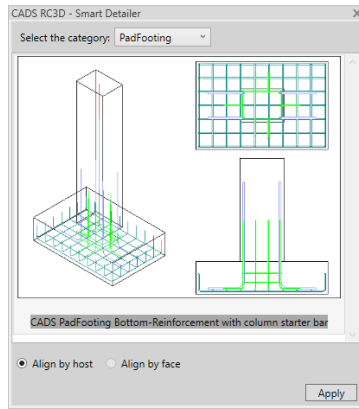 CADS RC3D - Smart Detailer
Select the category: PadFooting
CADS PadFooting Bottom-Reinforcement with column starter bar
Align by host Align by face
Apply